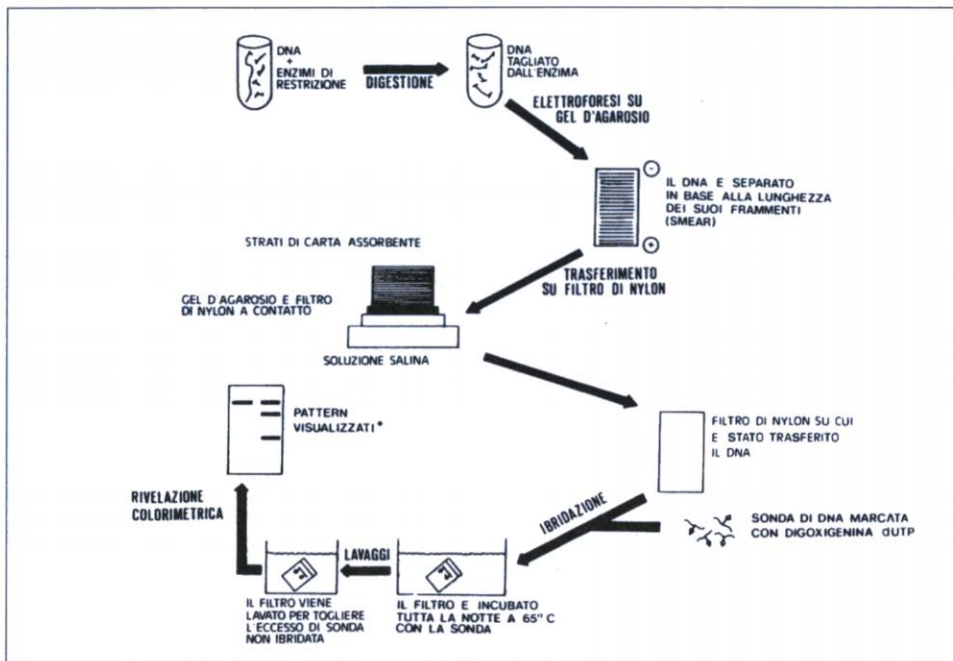 DNA
+
ENZIMI DI
RESTRIZIONE
DIGESTIONE
DNA
TAGLIATO
DALL'ENZIMA
ELETTROFORESI SU
GEL D'AGAROSIO
-
IL DNA E SEPARATO
IN BASE ALLA LUNGHEZZA
DEI SUOI FRAMMENTI
(SMEAR)
+
STRATI DI CARTA ASSORBENTE
TRASFERIMENTO
SU FILTRO DI NYLON
GEL D'AGAROSIO E FILTRO
DI NYLON A CONTATTO
SOLUZIONE SALINA
FILTRO DI NYLON SU CUI
E STATO TRASFERITO
IL DNA
PATTERN
VISUALIZZATI*
RIVELAZIONE
COLORIMETRICA
IBRIDAZIONE
SONDA DI DNA MARCATA
CON DIGOXIGENINA dUTP
LAVAGGI
IL FILTRO VIENE
LAVATO PER TOGLIERE
L'ECCESSO DI SONDA
NON IBRIDATA
IL FILTRO E INCUBATO
TUTTA LA NOTTE A 65"C
CON LA SONDA